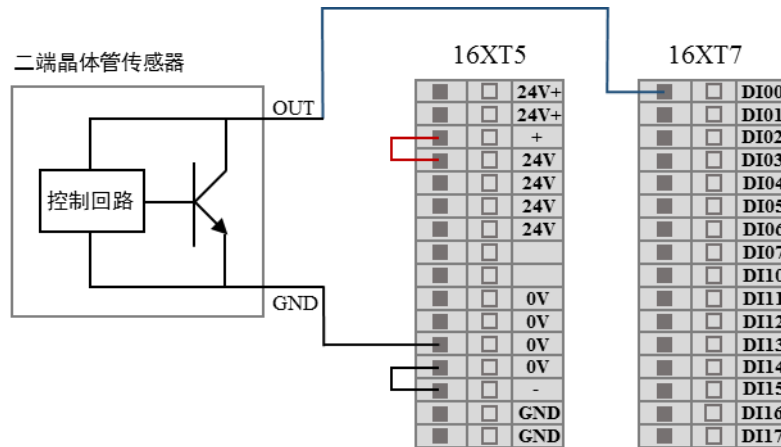 二端晶体管传感器
OUT
控制回路
GND
16XT5
24V+
24V+
+
24V
24V
24V
24V
0V
0V
0V
0V
-
GND
GND
16XT7
DI00
DI01
DI02
DI03
DI04
DI05
DI06
DI07
DI10
DI11
DI12
DI13
DI14
DI15
DI16
DI17